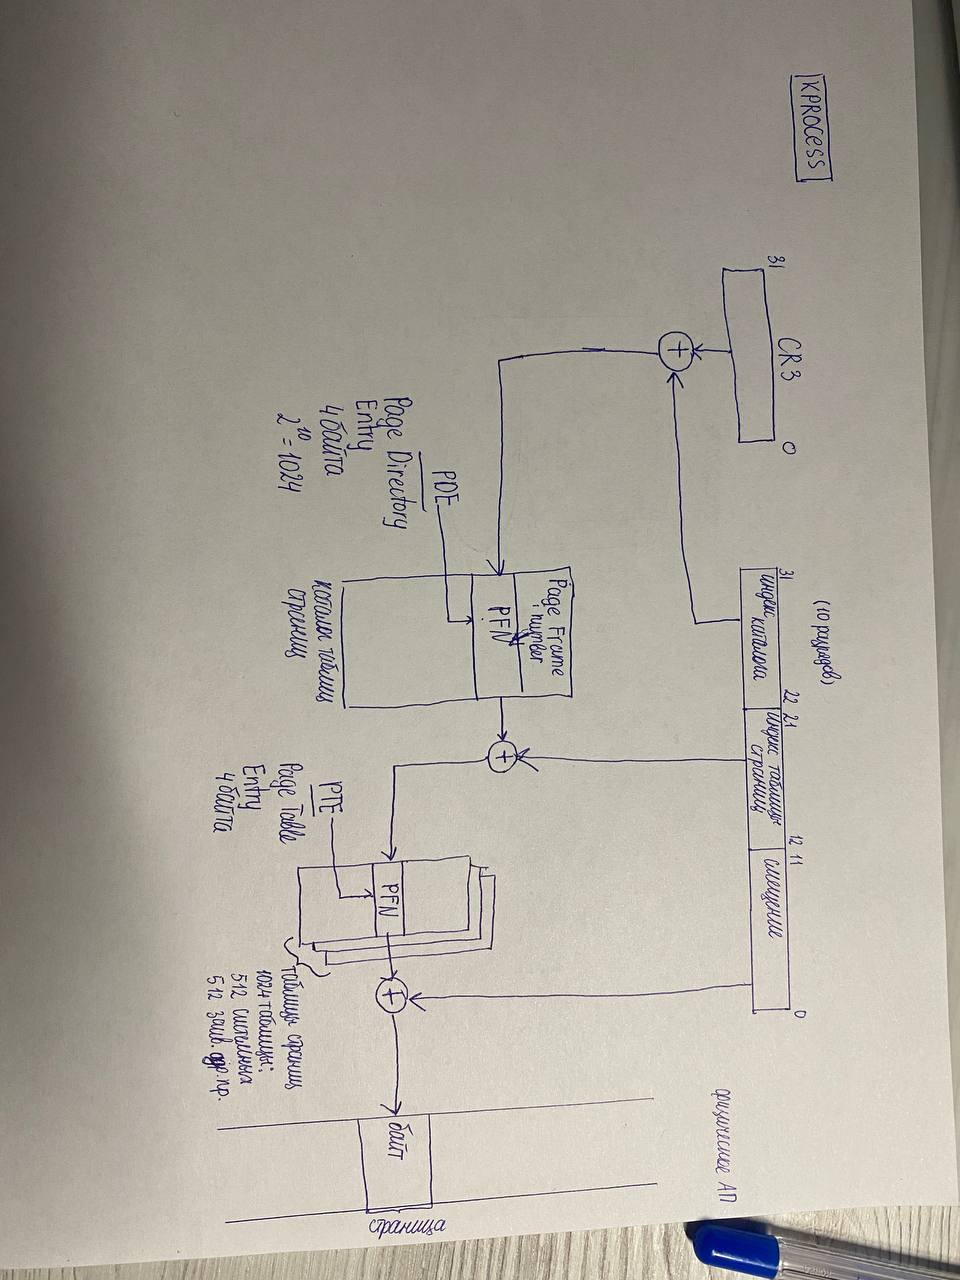 KPROCESS
31
CR3
0
(10 разрядов)
31
22
21
12
11
0
индекс каталога
индекс таблицы
страниц
смещение
физическое АП
Page Frame
number
PFN
PDE
Page Directory
Entry
4 байта
2^10 = 1024
каталог таблиц
страниц
PFN
PTE
Page Table
Entry
4 байта
таблицы страниц
1024 таблицы:
512 системных
512
пр.
байт
страница